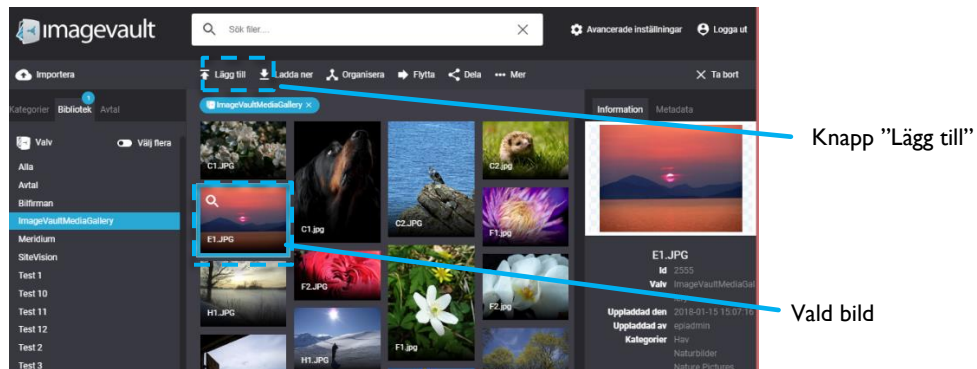 ımagevault
Sök filer....
Avancerade inställningar
Logga ut
Importera
Lägg till
Ladda ner
Organisera
Flytta
Dela
Mer
Ta bort
Kategorier
Bibliotek
1
Avtal
ImageVaultMediaGallery
Information
Metadata
Knapp ”Lägg till”
Valv
Välj flera
Alla
Avtal
Bilfirman
ImageVaultMediaGallery
Meridium
SiteVision
Test 1
Test 10
Test 11
Test 12
Test 2
Test 3
C1.JPG
E1.JPG
H1.JPG
C1.jpg
F2.JPG
H1.JPG
C2.JPG
F1.jpg
C2.jpg
F1.jpg
F2.jpg
E1.JPG
Id 2555
Valv ImageVaultMediaGal
Uppladdad den 2018-01-15 15:07:16
Uppladdad av epiadmin
Kategorier Hav
Naturbilder
Nature Pictures
Vald bild